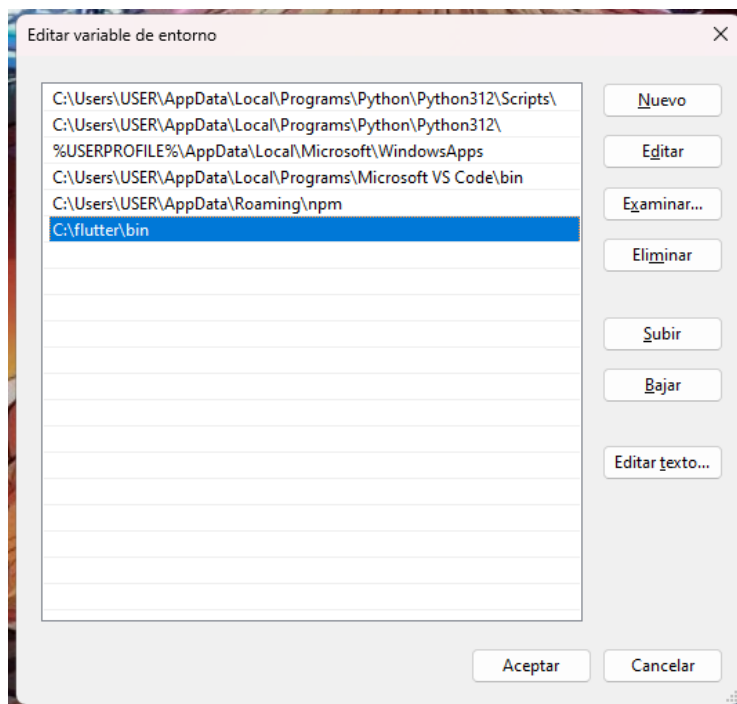 Editar variable de entorno
C:\Users\USER\AppData\Local\Programs\Python\Python312\Scripts\
Nuevo
C:\Users\USER\AppData\Local\Programs\Python\Python312\
%USERPROFILE%\AppData\Local\Microsoft\WindowsApps
Editar
C:\Users\USER\AppData\Local\Programs\Microsoft VS Code\bin
C:\Users\USER\AppData\Roaming\npm
Examinar...
C:\flutter\bin
Eliminar
Subir
Bajar
Editar texto...
Aceptar
Cancelar